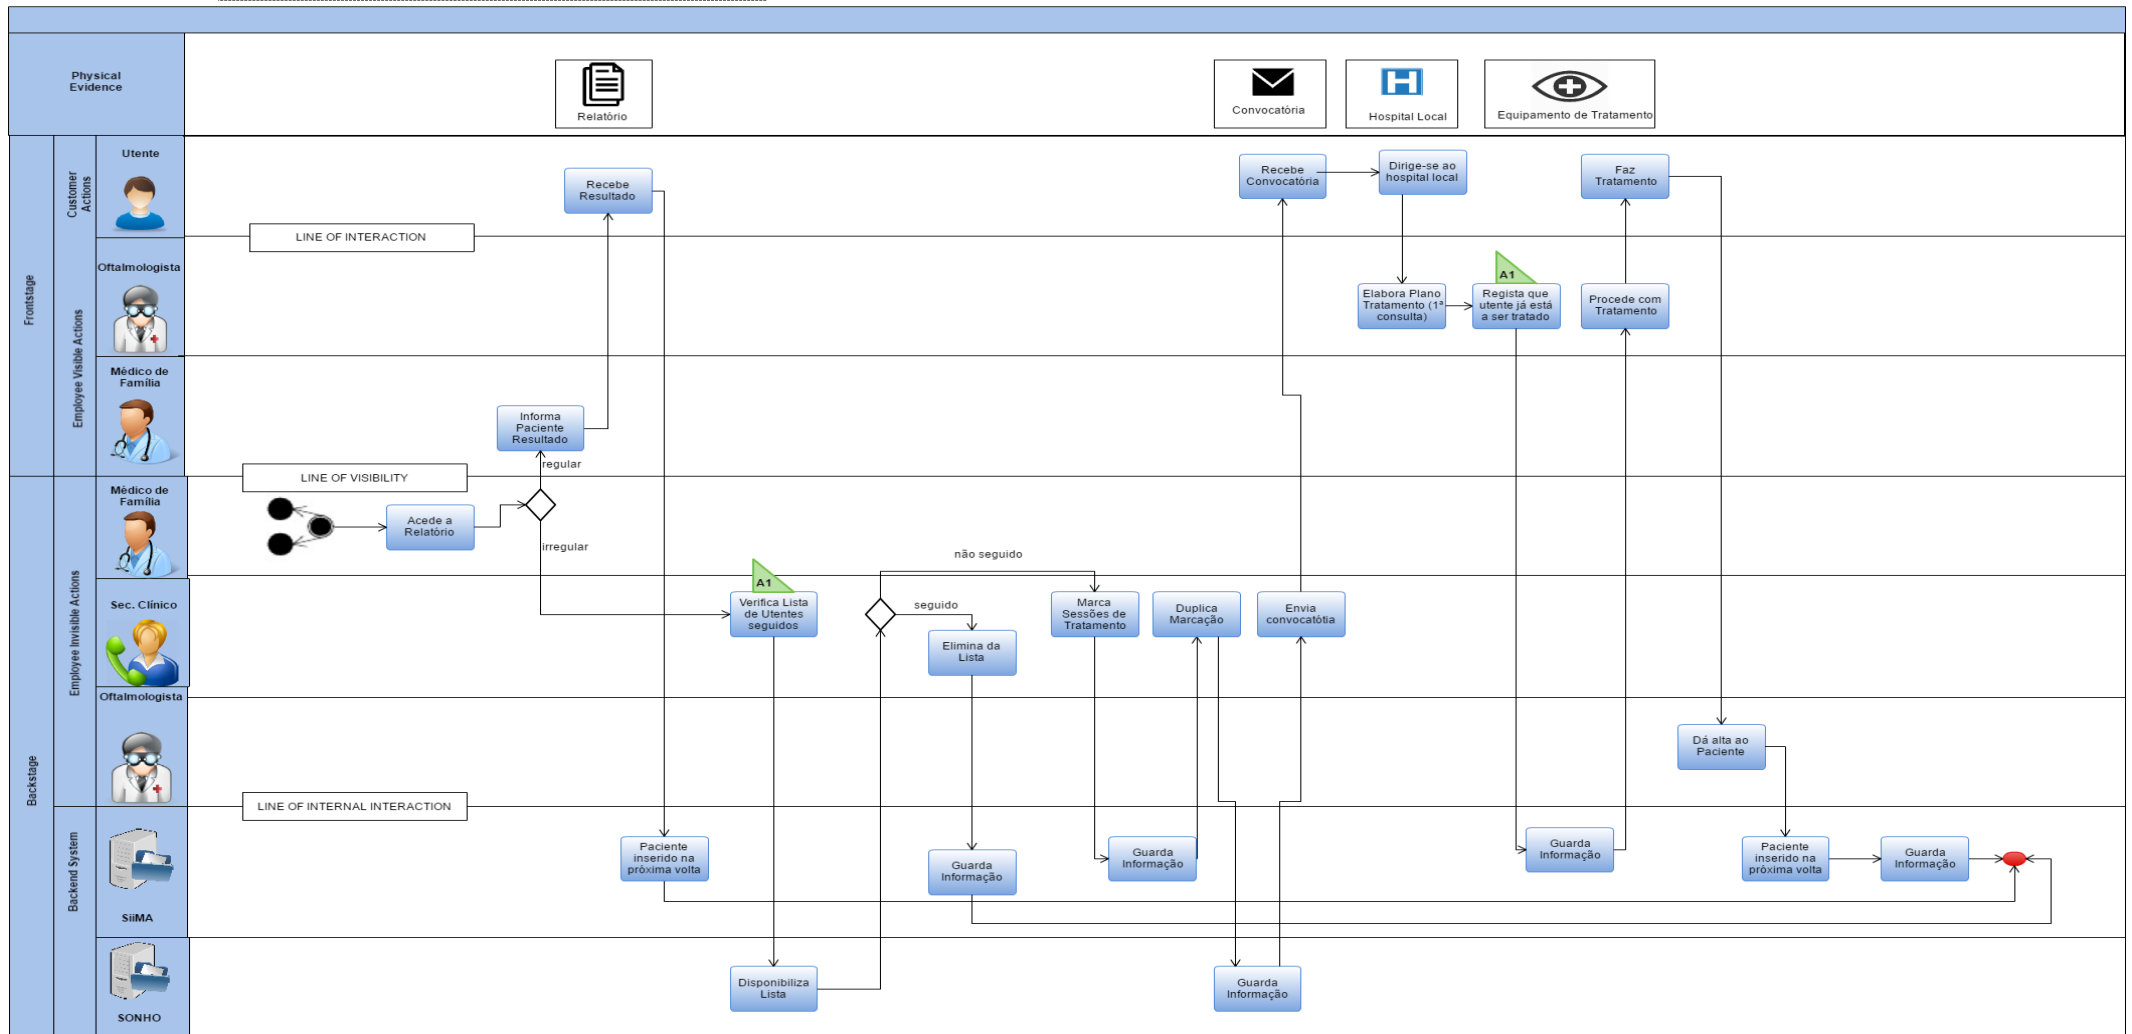 Physical
Evidence
Relatório
Convocatória
Hospital Local
Equipamento de Tratamento
Frontstage
Customer
Actions
Utente
Recebe
Resultado
Recebe
Convocatória
Dirige-se ao
hospital local
Faz
Tratamento
LINE OF INTERACTION
Employee Visible Actions
Oftalmologista
Elabora Plano
Tratamento (1ª
consulta)
A1
Regista que
utente já está
a ser tratado
Procede com
Tratamento
Médico de
Família
Informa
Paciente
Resultado
regular
LINE OF VISIBILITY
Backstage
Employee Invisible Actions
Médico de
Família
Acede a
Relatório
irregular
não seguido
Sec. Clínico
A1
Verifica Lista
de Utentes
seguidos
seguido
Elimina da
Lista
Marca
Sessões de
Tratamento
Duplica
Marcação
Envia
convocatótia
Oftalmologista
Dá alta ao
Paciente
LINE OF INTERNAL INTERACTION
Backend System
SiiMA
Paciente
inserido na
próxima volta
Guarda
Informação
Guarda
Informação
Guarda
Informação
Paciente
inserido na
próxima volta
Guarda
Informação
SONHO
Disponibiliza
Lista
Guarda
Informação